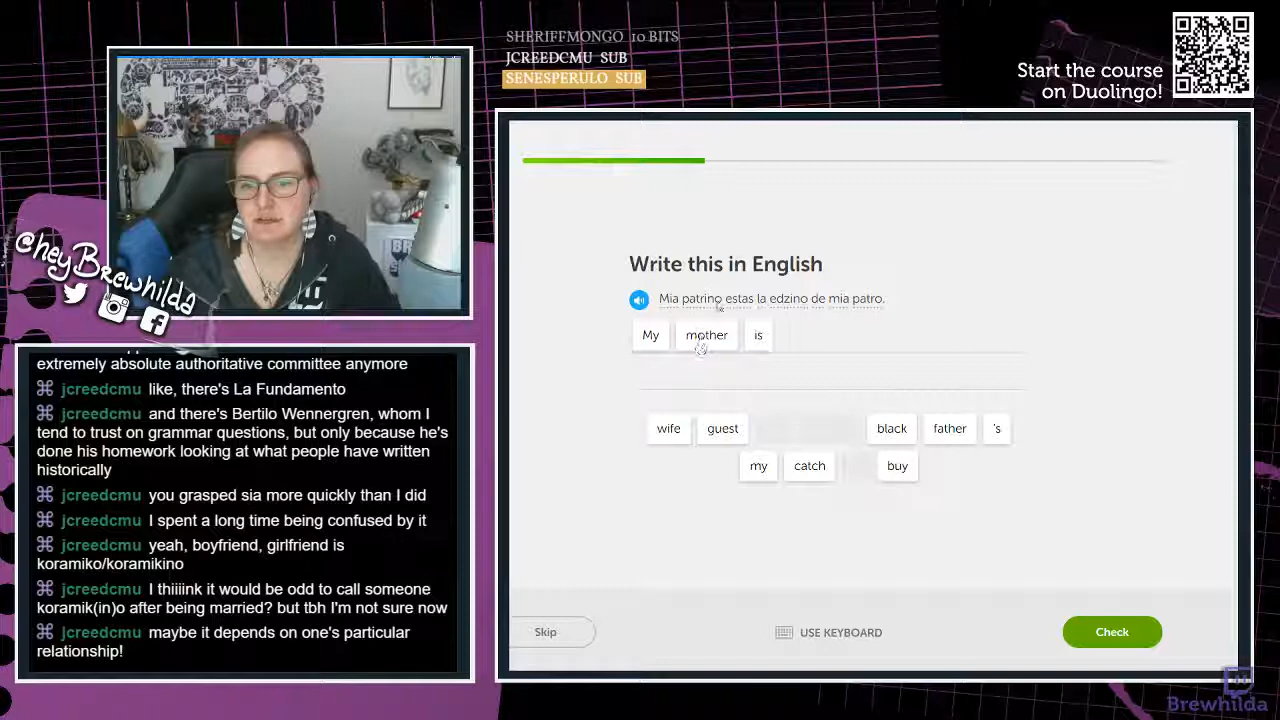 SHERIFFMONGO 10 BITS
JCREEDCMU SUB
SENESPERULO SUB
Start the course
on Duolingo!
@heyBrewhilda
extremely absolute authoritative committee anymore
jcreedcmu like, there's La Fundamento
jcreedcmu and there's Bertilo Wennergren, whom I
tend to trust on grammar questions, but only because he's
done his homework looking at what people have written
historically
jcreedcmu you grasped sia more quickly than I did
jcreedcmu I spent a long time being confused by it
jcreedcmu yeah, boyfriend, girlfriend is
koramiko/koramikino
jcreedcmu I thiiiink it would be odd to call someone
koramik(in)o after being married? but tbh I'm not sure now
jcreedcmu maybe it depends on one's particular
relationship!
Write this in English
Mia patrino estas la edzino de mia patro.
My mother is
wife guest black father 's
my catch buy
Skip USE KEYBOARD Check
Brewhilda